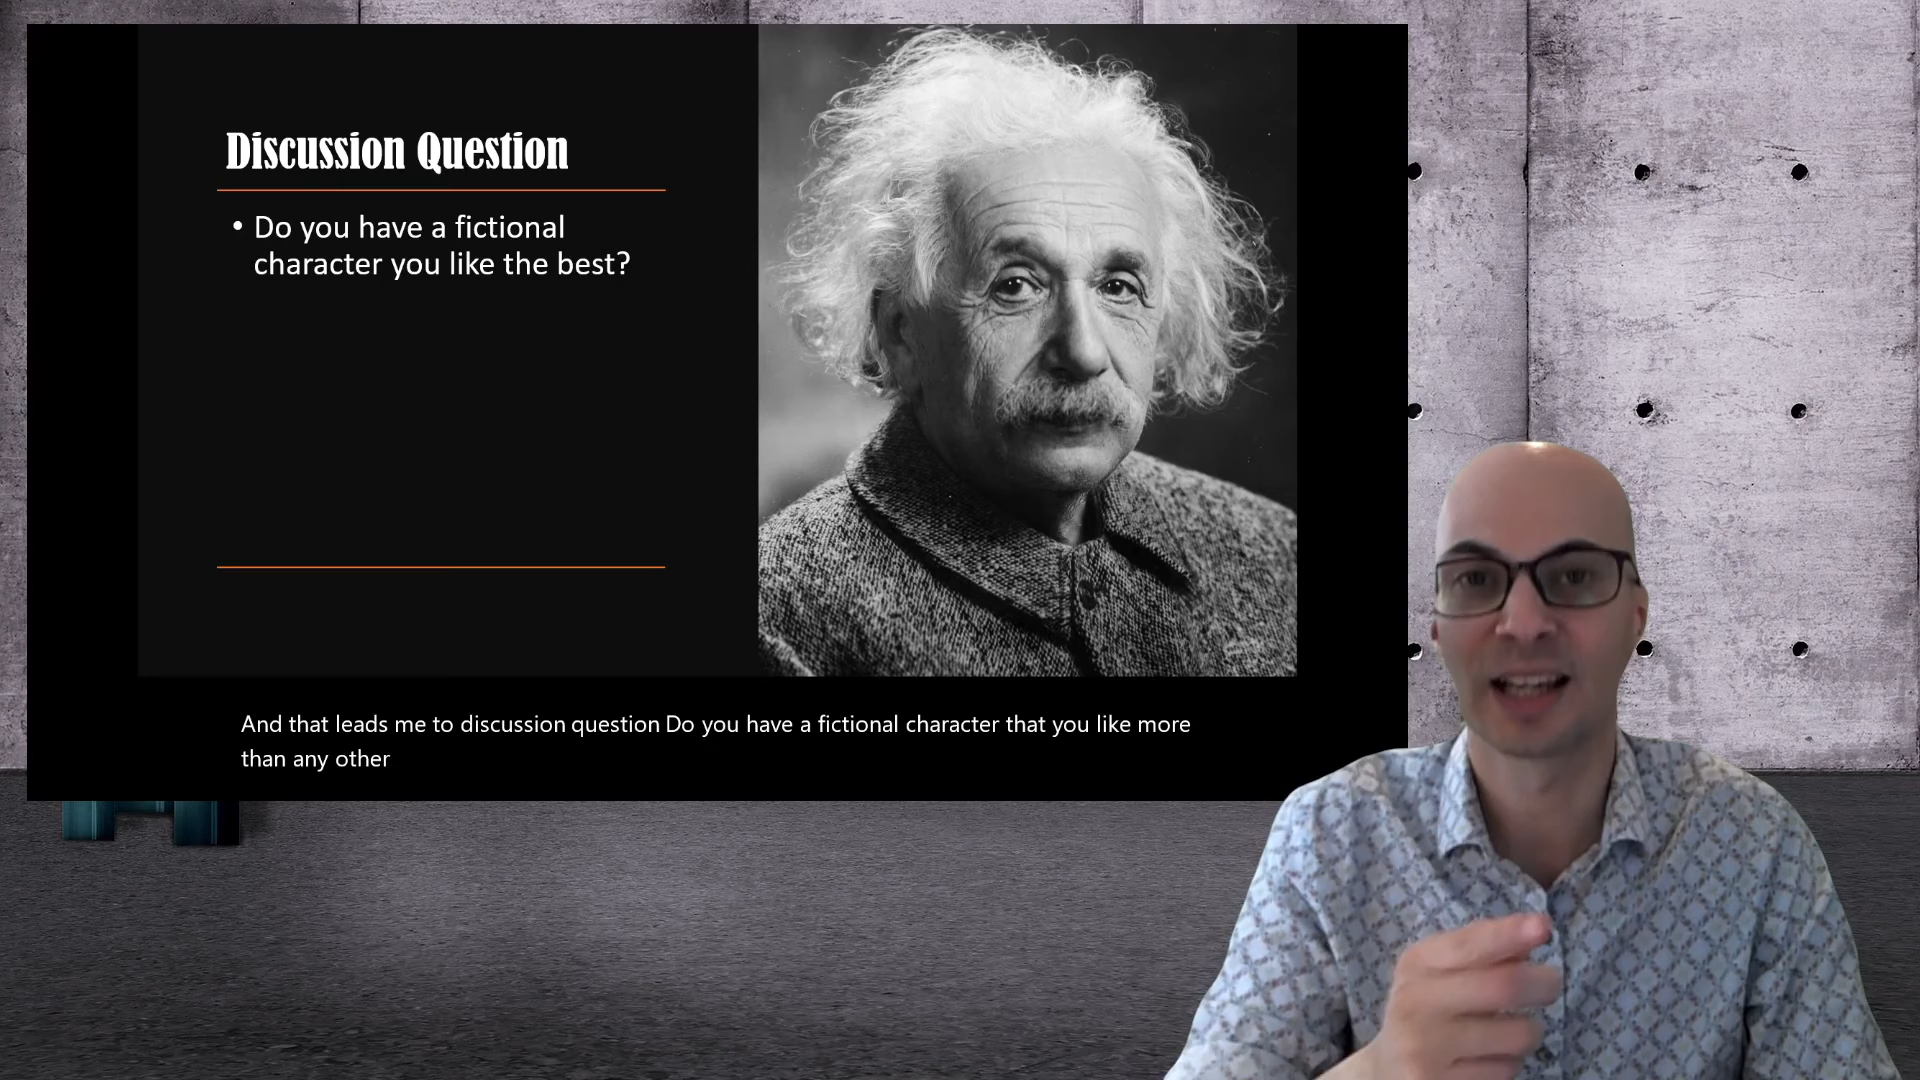 Discussion Question
• Do you have a fictional
character you like the best?
And that leads me to discussion question Do you have a fictional character that you like more
than any other